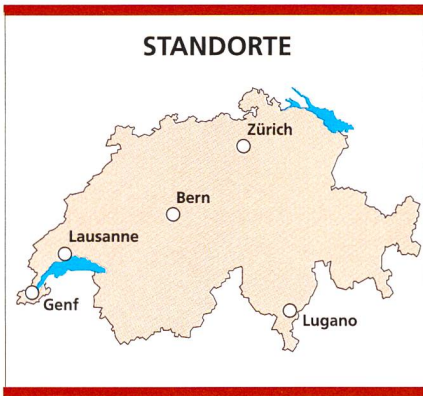 STANDORTE
Zürich
Bern
Lausanne
Genf
Lugano